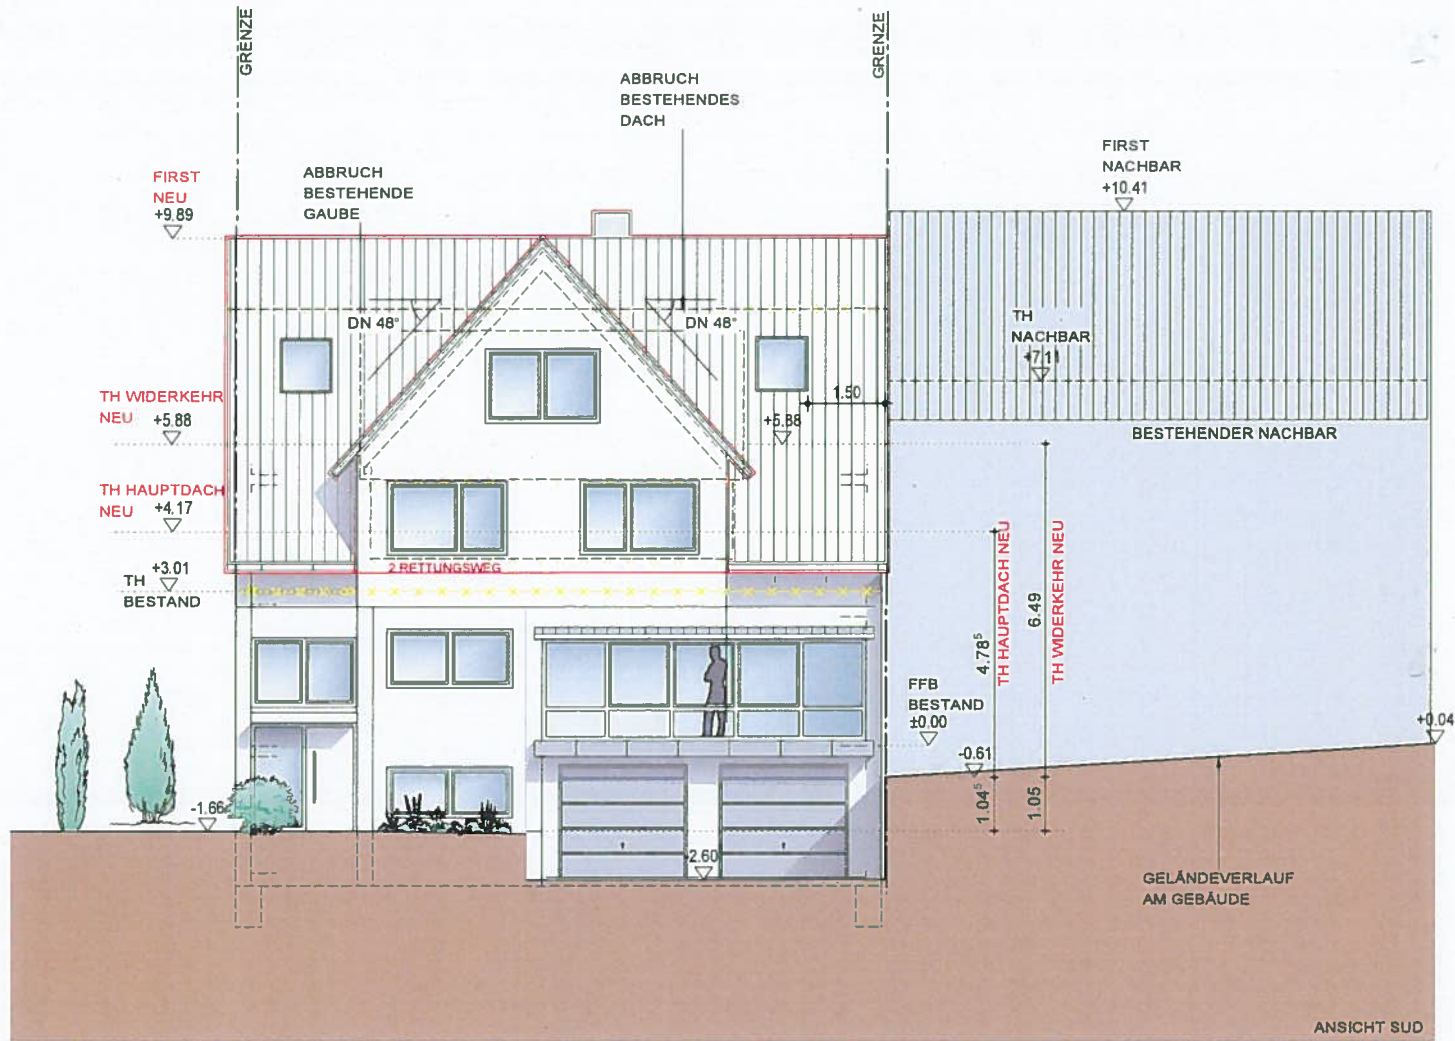 GRENZE
GRENZE
ABBRUCH
BESTEHENDES
DACH
FIRST
NACHBAR
+10.41
FIRST
NEU
+9.89
ABBRUCH
BESTEHENDE
GAUBE
DN 48°
DN 48°
TH
NACHBAR
+7.11
TH WIDERKEHR
NEU +5.88
1.50
+5.88
BESTEHENDER NACHBAR
TH HAUPTDACH
NEU +4.17
2.RETTUNGSWEG
TH +3.01
BESTAND
4.78⁵
TH HAUPTDACH NEU
6.49
TH WIDERKEHR NEU
FFB
BESTAND
±0.00
+0.04
-0.61
-1.66
1.04⁵
1.05
-2.60
GELÄNDEVERLAUF
AM GEBÄUDE
ANSICHT SUD